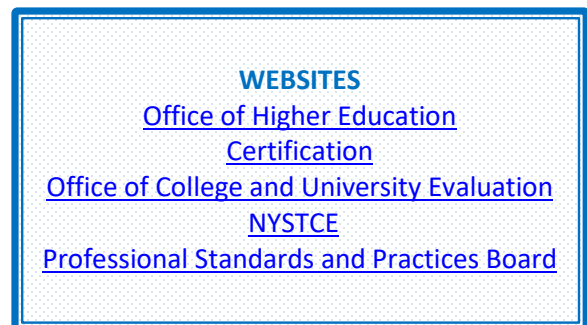 WEBSITES
Office of Higher Education
Certification
Office of College and University Evaluation
NYSTCE
Professional Standards and Practices Board